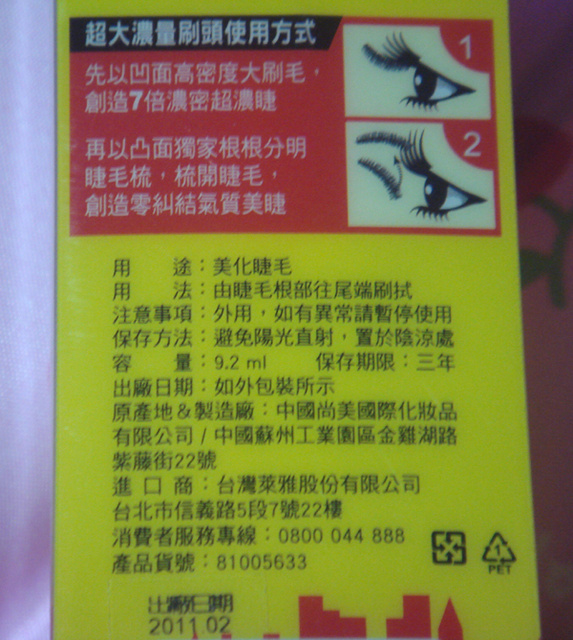 超大濃量刷頭使用方式
先以凹面高密度大刷毛，
創造7倍濃密超濃睫
再以凸面獨家根根分明
睫毛梳，梳開睫毛，
創造零糾結氣質美睫
1
2
用　　途：美化睫毛
用　　法：由睫毛根部往尾端刷拭
注意事項：外用，如有異常請暫停使用
保存方法：避免陽光直射，置於陰涼處
容　　量：9.2 ml　　保存期限：三年
出廠日期：如外包裝所示
原產地&製造廠：中國尚美國際化妝品
有限公司 / 中國蘇州工業園區金雞湖路
紫藤街22號
進 口 商：台灣萊雅股份有限公司
台北市信義路5段7號22樓
消費者服務專線：0800 044 888
產品貨號：81005633
1
PET
出廠日期
2011.02